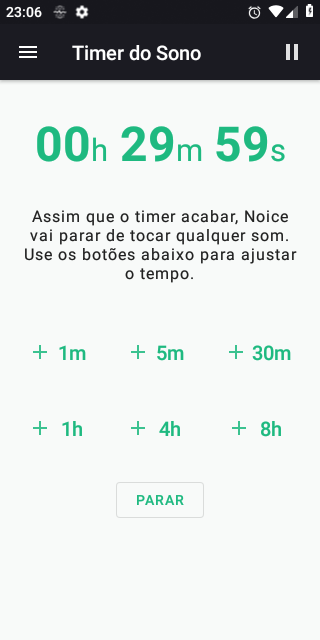 23:06
Timer do Sono
00h 29m 59s
Assim que o timer acabar, Noice
vai parar de tocar qualquer som.
Use os botões abaixo para ajustar
o tempo.
+ 1m + 5m + 30m
+ 1h + 4h + 8h
PARAR